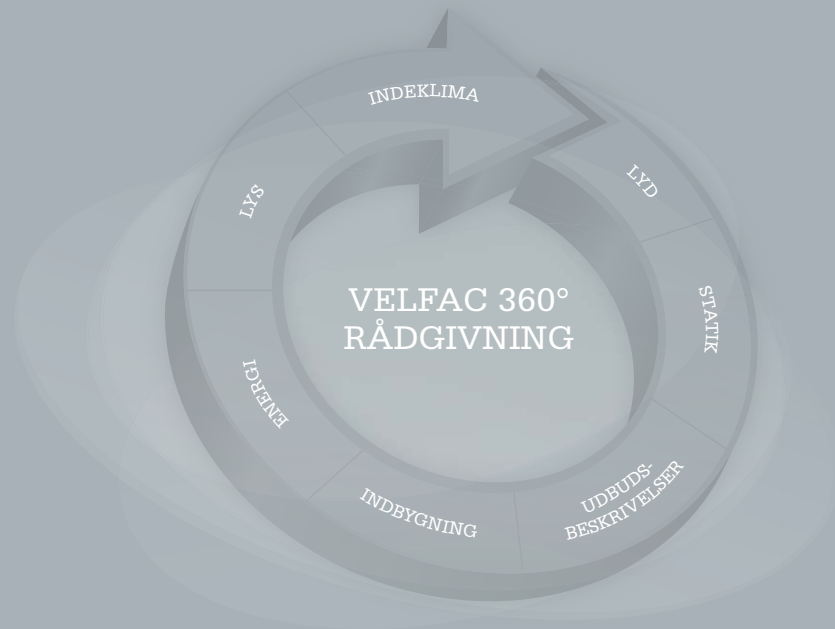 VELFAC 360°
RÅDGIVNING
INDEKLIMA
LYD
STATIK
UDBUDS-
BESKRIVELSER
INDBYGNING
ENERGI
LYS